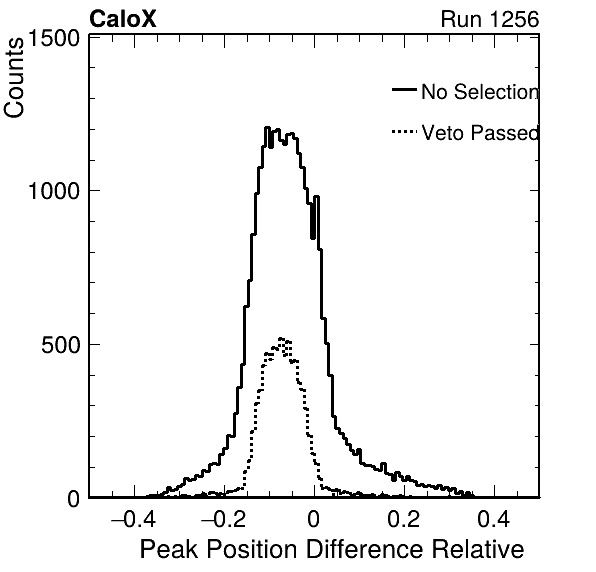 CaloX Run 1256
Counts
1500
1000
500
0
No Selection
Veto Passed
−0.4 −0.2 0 0.2 0.4
Peak Position Difference Relative